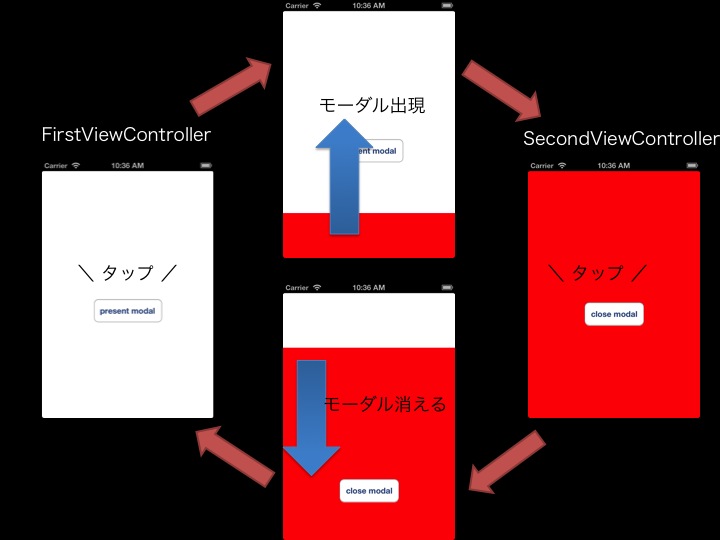 Carrier 10:36 AM
モーダル出現
ent modal
FirstViewController
Carrier 10:36 AM
＼ タップ ／
present modal
SecondViewController
Carrier 10:36 AM
＼ タップ ／
close modal
Carrier 10:36 AM
モーダル消える
close modal